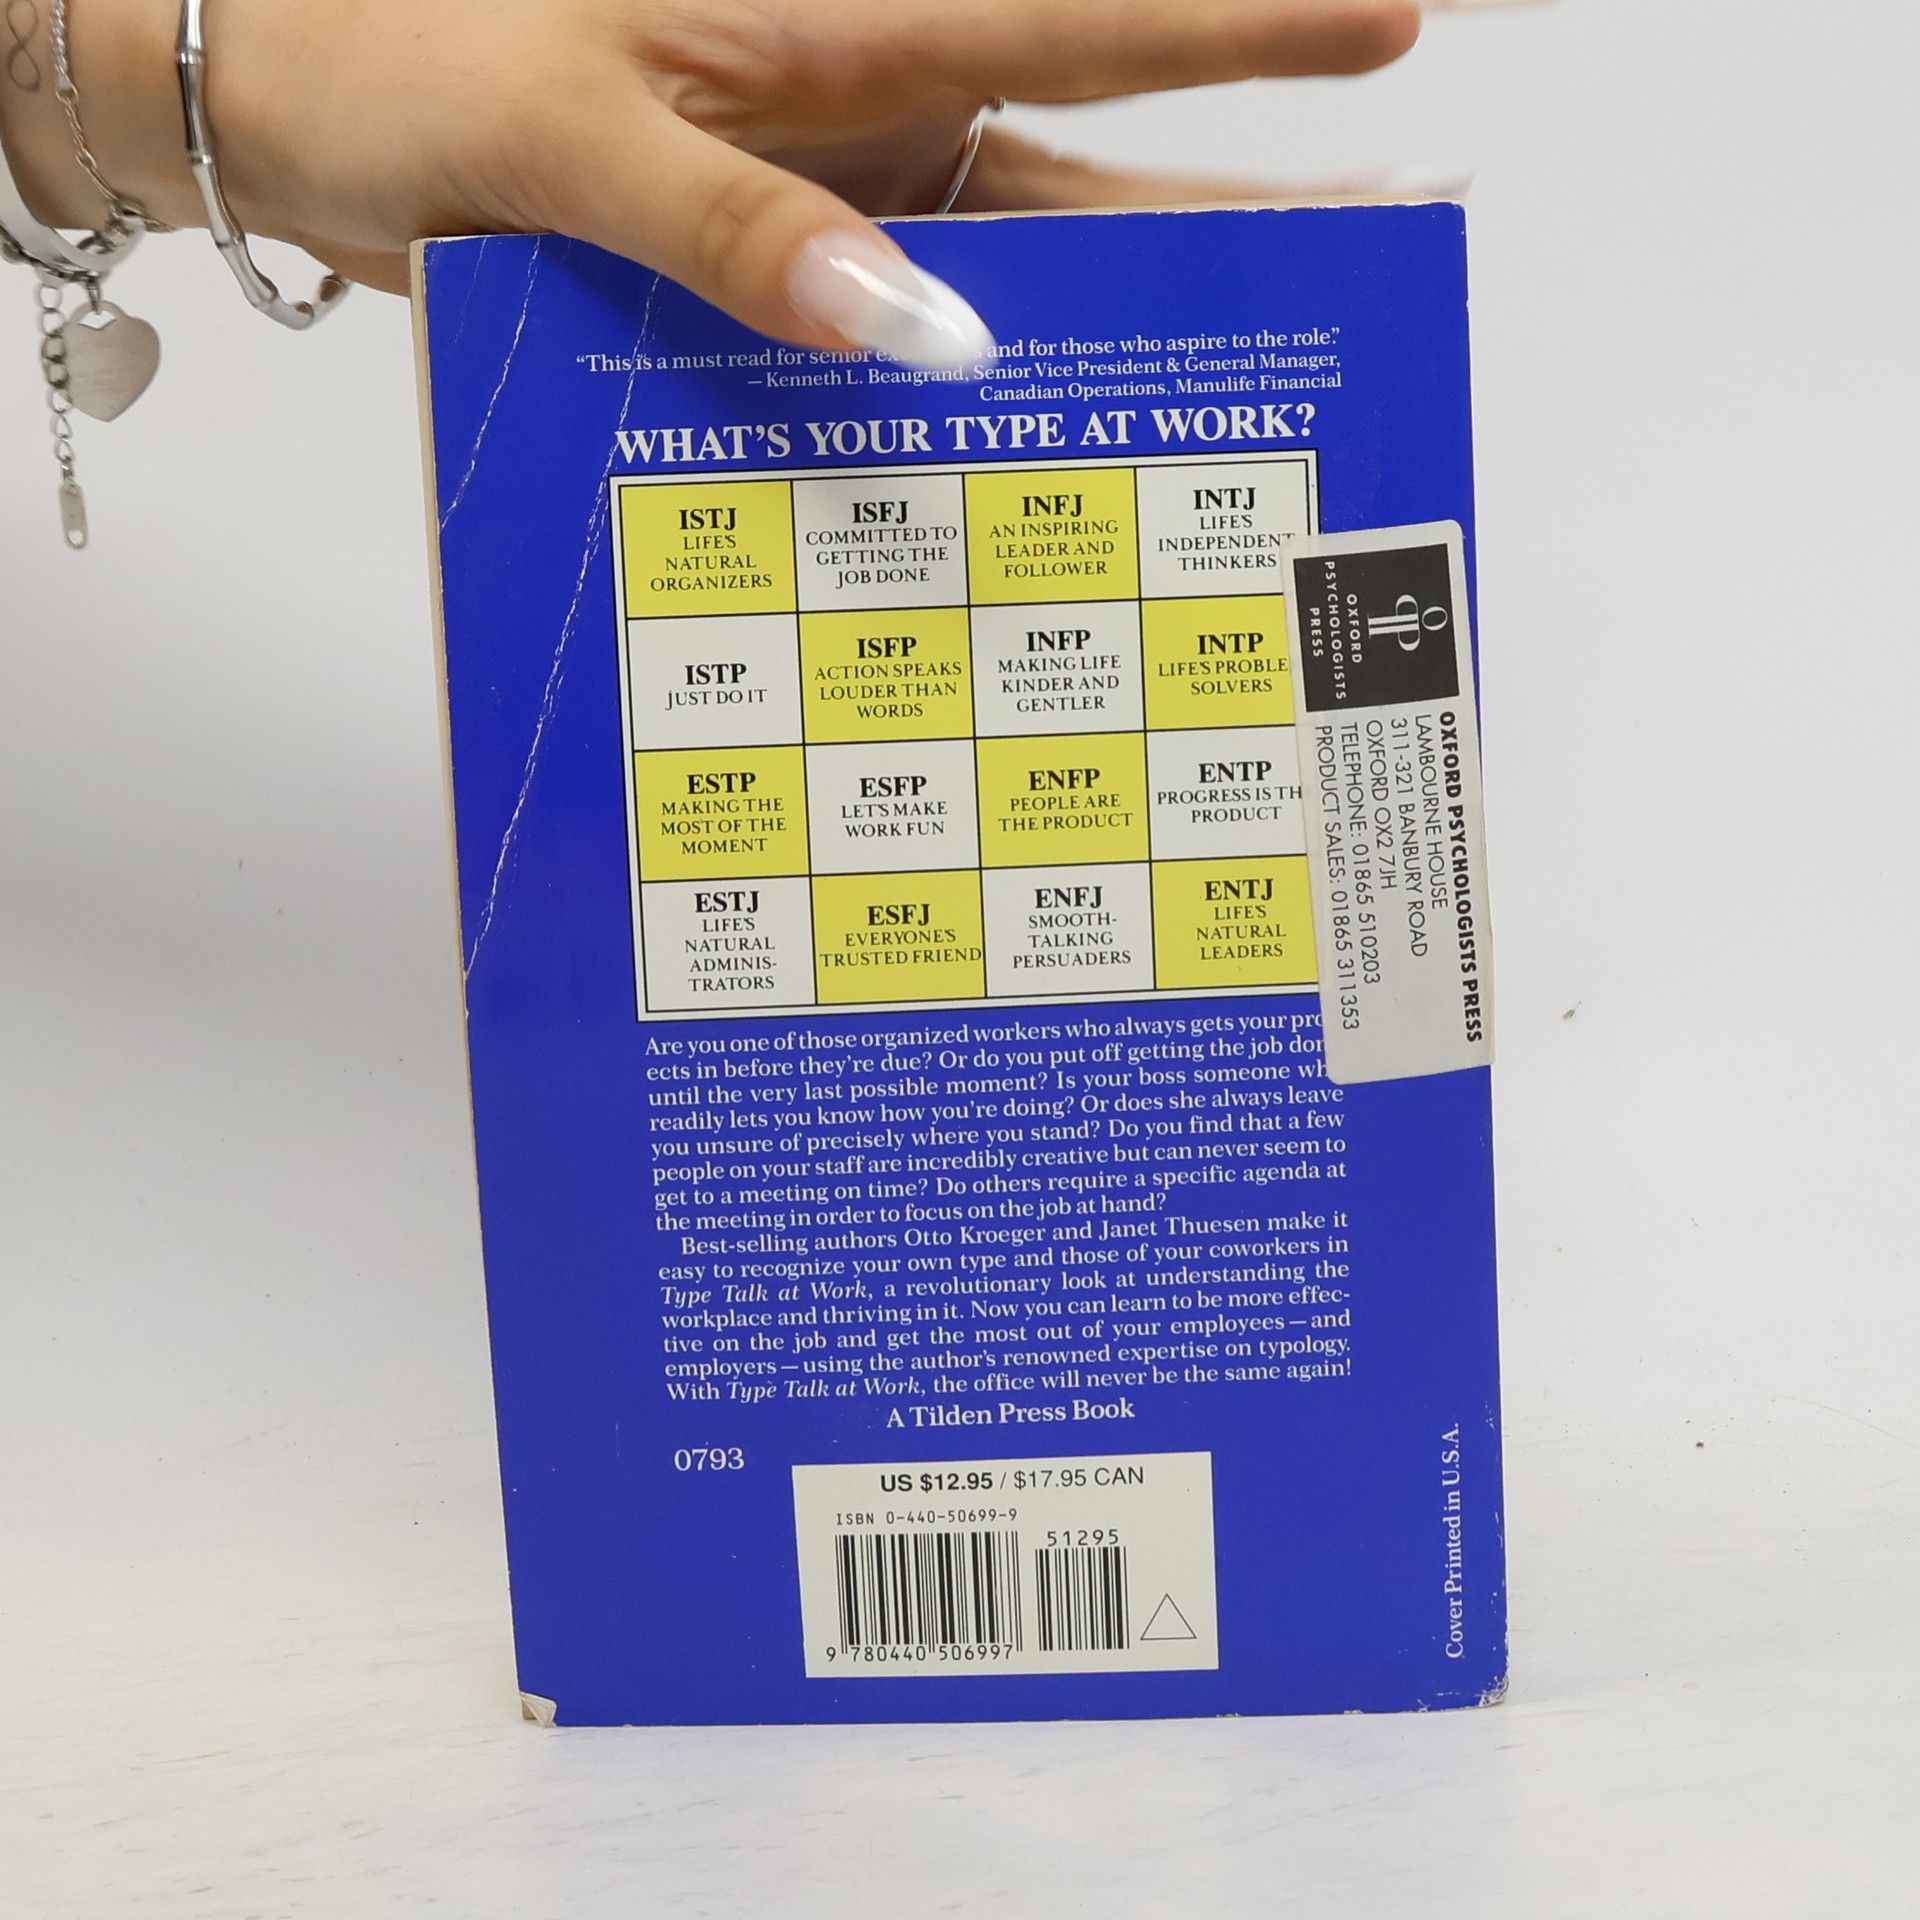 “This is a must read for senior and for those who aspire to the role.”
— Kenneth L. Beaugrand, Senior Vice President & General Manager,
Canadian Operations, Manulife Financial
WHAT'S YOUR TYPE AT WORK?
ISTJ
LIFE'S
NATURAL
ORGANIZERS
ISFJ
COMMITTED TO
GETTING THE
JOB DONE
INFJ
AN INSPIRING
LEADER AND
FOLLOWER
INTJ
LIFE'S
INDEPENDENT
THINKERS
ISTP
JUST DO IT
ISFP
ACTION SPEAKS
LOUDER THAN
WORDS
INFP
MAKING LIFE
KINDER AND
GENTLER
INTP
LIFE'S PROBLE
SOLVERS
ESTP
MAKING THE
MOST OF THE
MOMENT
ESFP
LET'S MAKE
WORK FUN
ENFP
PEOPLE ARE
THE PRODUCT
ENTP
PROGRESS IS TH
PRODUCT
ESTJ
LIFE'S
NATURAL
ADMINIS-
TRATORS
ESFJ
EVERYONE'S
TRUSTED FRIEND
ENFJ
SMOOTH-
TALKING
PERSUADERS
ENTJ
LIFE'S
NATURAL
LEADERS
OXFORD
PSYCHOLOGISTS
PRESS
OXFORD PSYCHOLOGISTS PRESS
LAMBOURNE HOUSE
311-321 BANBURY ROAD
OXFORD OX2 7JH
TELEPHONE: 01865 510203
PRODUCT SALES: 01865 311353
Are you one of those organized workers who always gets your pro
ects in before they're due? Or do you put off getting the job don
until the very last possible moment? Is your boss someone wh
readily lets you know how you're doing? Or does she always leave
you unsure of precisely where you stand? Do you find that a few
people on your staff are incredibly creative but can never seem to
get to a meeting on time? Do others require a specific agenda at
the meeting in order to focus on the job at hand?
Best-selling authors Otto Kroeger and Janet Thuesen make it
easy to recognize your own type and those of your coworkers in
Type Talk at Work, a revolutionary look at understanding the
workplace and thriving in it. Now you can learn to be more effec-
tive on the job and get the most out of your employees — and
employers — using the author's renowned expertise on typology.
With Type Talk at Work, the office will never be the same again!
A Tilden Press Book
0793
US $12.95 / $17.95 CAN
ISBN 0-440-50699-9
51295
9 780440 506997
Cover Printed in U.S.A.